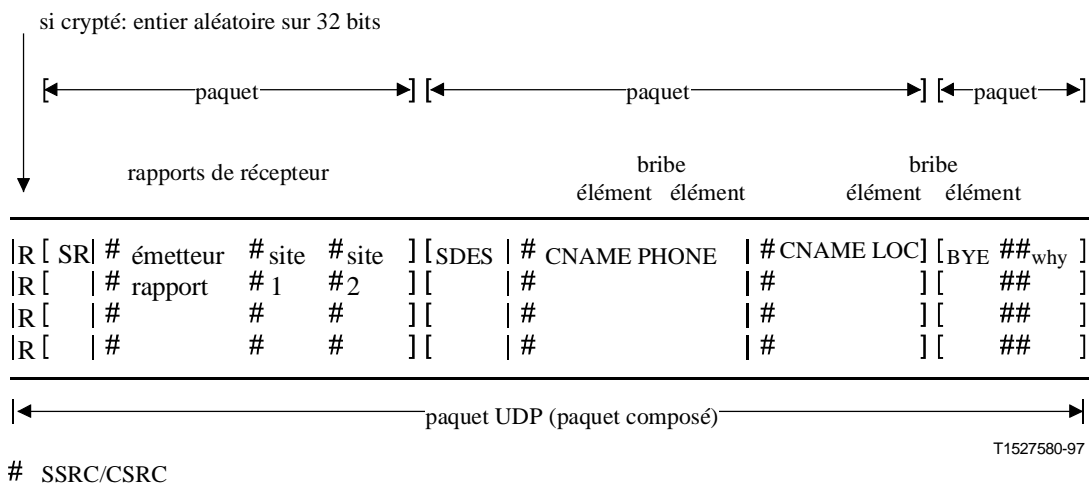 si crypté: entier aléatoire sur 32 bits
[paquet] [paquet] [paquet]
rapports de récepteur
bribe bribe
élément élément élément élément
|R [ SR| # émetteur # site # site ] [ SDES | # CNAME PHONE | # CNAME LOC] [ BYE ## why ]
|R [ | # rapport # 1 # 2 ] [ | # | # ] [ ## ]
|R [ | # # # ] [ | # | # ] [ ## ]
|R [ | # # # ] [ | # | # ] [ ## ]
paquet UDP (paquet composé)
T1527580-97
# SSRC/CSRC